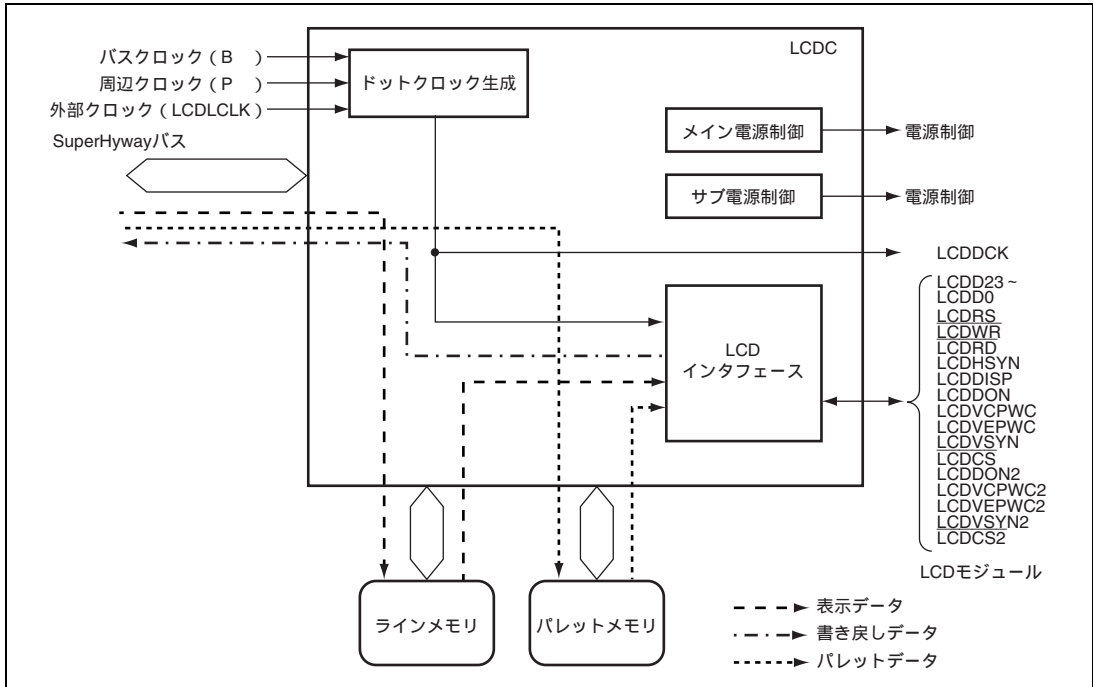 LCDC
バスクロック(B )
周辺クロック(P )
外部クロック(LCDLCLK)
ドットクロック生成
SuperHywayバス
メイン電源制御
電源制御
サブ電源制御
電源制御
LCDDCK
LCDD23~
LCDD0
LCDRS
LCDWR
LCDRD
LCDHSYN
LCDDISP
LCDDON
LCDVCPWC
LCDVEPWC
LCDVSYN
LCDCS
LCDDON2
LCDVCPWC2
LCDVEPWC2
LCDVSYN2
LCDCS2
LCD
インタフェース
LCDモジュール
ラインメモリ
パレットメモリ
表示データ
書き戻しデータ
パレットデータ